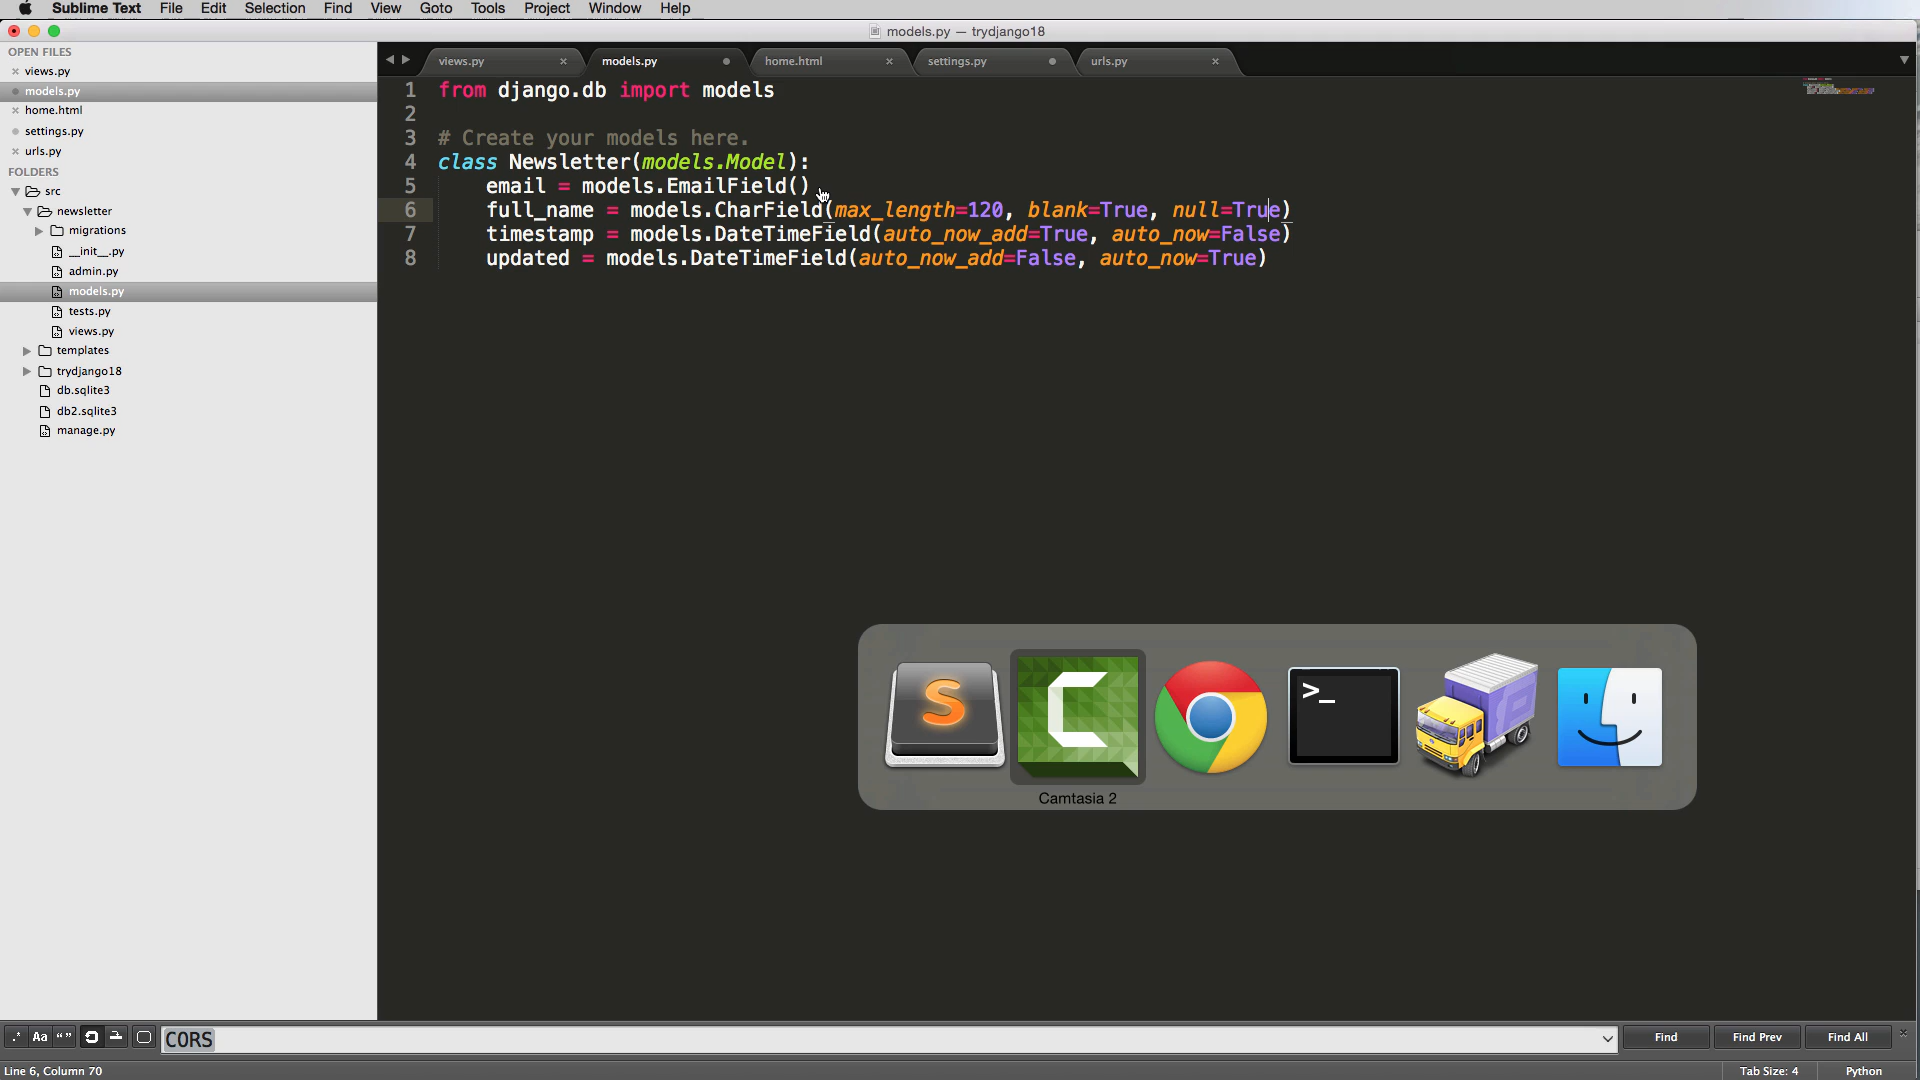 Sublime Text File Edit Selection Find View Goto Tools Project Window Help
models.py — trydjango18
OPEN FILES
views.py
models.py
home.html
settings.py
urls.py
FOLDERS
src
newsletter
migrations
__init__.py
admin.py
models.py
tests.py
views.py
templates
trydjango18
db.sqlite3
db2.sqlite3
manage.py
views.py models.py home.html settings.py urls.py
1 from django.db import models
2
3 # Create your models here.
4 class Newsletter(models.Model):
5 email = models.EmailField()
6 full_name = models.CharField(max_length=120, blank=True, null=True)
7 timestamp = models.DateTimeField(auto_now_add=True, auto_now=False)
8 updated = models.DateTimeField(auto_now_add=False, auto_now=True)
S
>_
Camtasia 2
.* Aa “” CORS Find Find Prev Find All
Line 6, Column 70 Tab Size: 4 Python